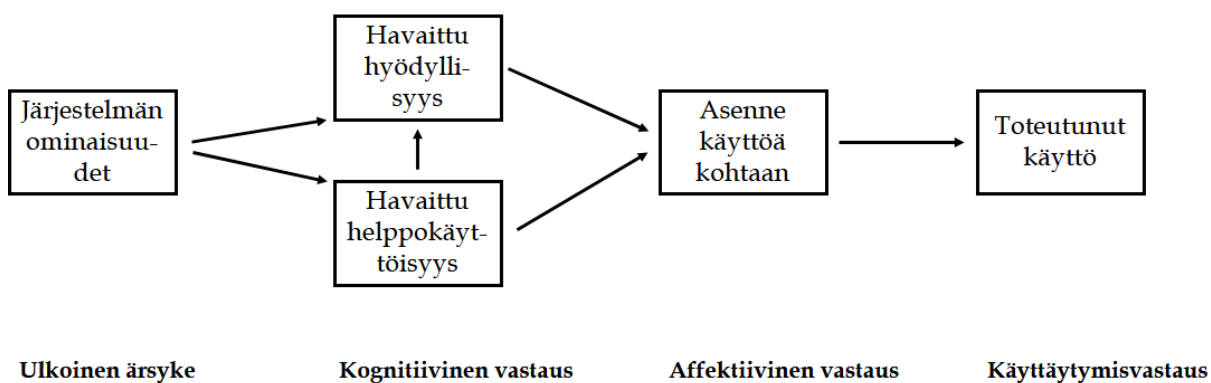 Havaittu
hyödylli-
syys
Järjestelmän
ominaisuu-
det
Havaittu
helppokäyt-
töisyys
Asenne
käyttöä
kohtaan
Toteutunut
käyttö
Ulkoinen ärsyke
Kognitiivinen vastaus
Affektiivinen vastaus
Käyttäytymisvastaus